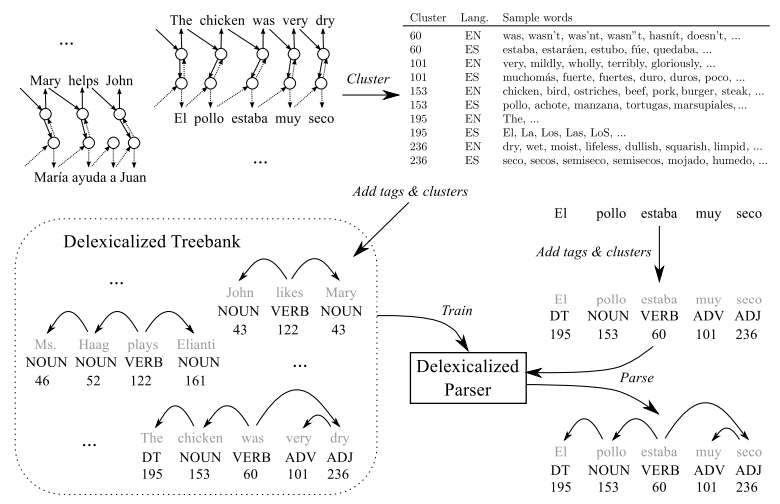 ...
The chicken was very dry
Mary helps John
El pollo estaba muy seco
María ayuda a Juan
...
Cluster
Cluster Lang. Sample words
60 EN was, wasn't, was'nt, wasn"t, hasnít, doesn't, ...
60 ES estaba, estaráen, estubo, fúe, quedaba, ...
101 EN very, mildly, wholly, terribly, gloriously, ...
101 ES muchomás, fuerte, fuertes, duro, duros, poco, ...
153 EN chicken, bird, ostriches, beef, pork, burger, steak, ...
153 ES pollo, achote, manzana, tortugas, marsupiales, ...
195 EN The, ...
195 ES El, La, Los, Las, LoS, ...
236 EN dry, wet, moist, lifeless, dullish, squarish, limpid, ...
236 ES seco, secos, semiseco, semisecos, mojado, humedo, ...
Add tags & clusters
Delexicalized Treebank
...
John likes Mary
NOUN VERB NOUN
43 122 43
Ms. Haag plays Elianti
NOUN NOUN VERB NOUN
46 52 122 161
...
...
The chicken was very dry
DT NOUN VERB ADV ADJ
195 153 60 101 236
Train
Delexicalized
Parser
El pollo estaba muy seco
Add tags & clusters
El pollo estaba muy seco
DT NOUN VERB ADV ADJ
195 153 60 101 236
Parse
El pollo estaba muy seco
DT NOUN VERB ADV ADJ
195 153 60 101 236